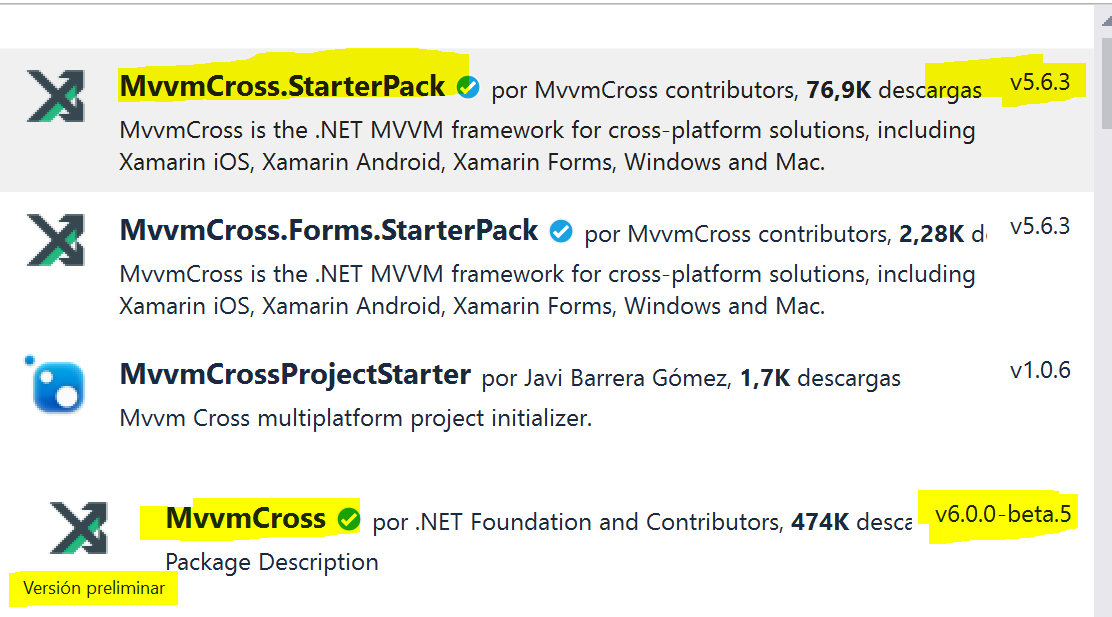 MvvmCross.StarterPack por MvvmCross contributors, 76,9K descargas v5.6.3
MvvmCross is the .NET MVVM framework for cross-platform solutions, including
Xamarin iOS, Xamarin Android, Xamarin Forms, Windows and Mac.
MvvmCross.Forms.StarterPack por MvvmCross contributors, 2,28K d v5.6.3
MvvmCross is the .NET MVVM framework for cross-platform solutions, including
Xamarin iOS, Xamarin Android, Xamarin Forms, Windows and Mac.
MvvmCrossProjectStarter por Javi Barrera Gómez, 1,7K descargas v1.0.6
Mvvm Cross multiplatform project initializer.
MvvmCross por .NET Foundation and Contributors, 474K desca v6.0.0-beta.5
Package Description
Versión preliminar